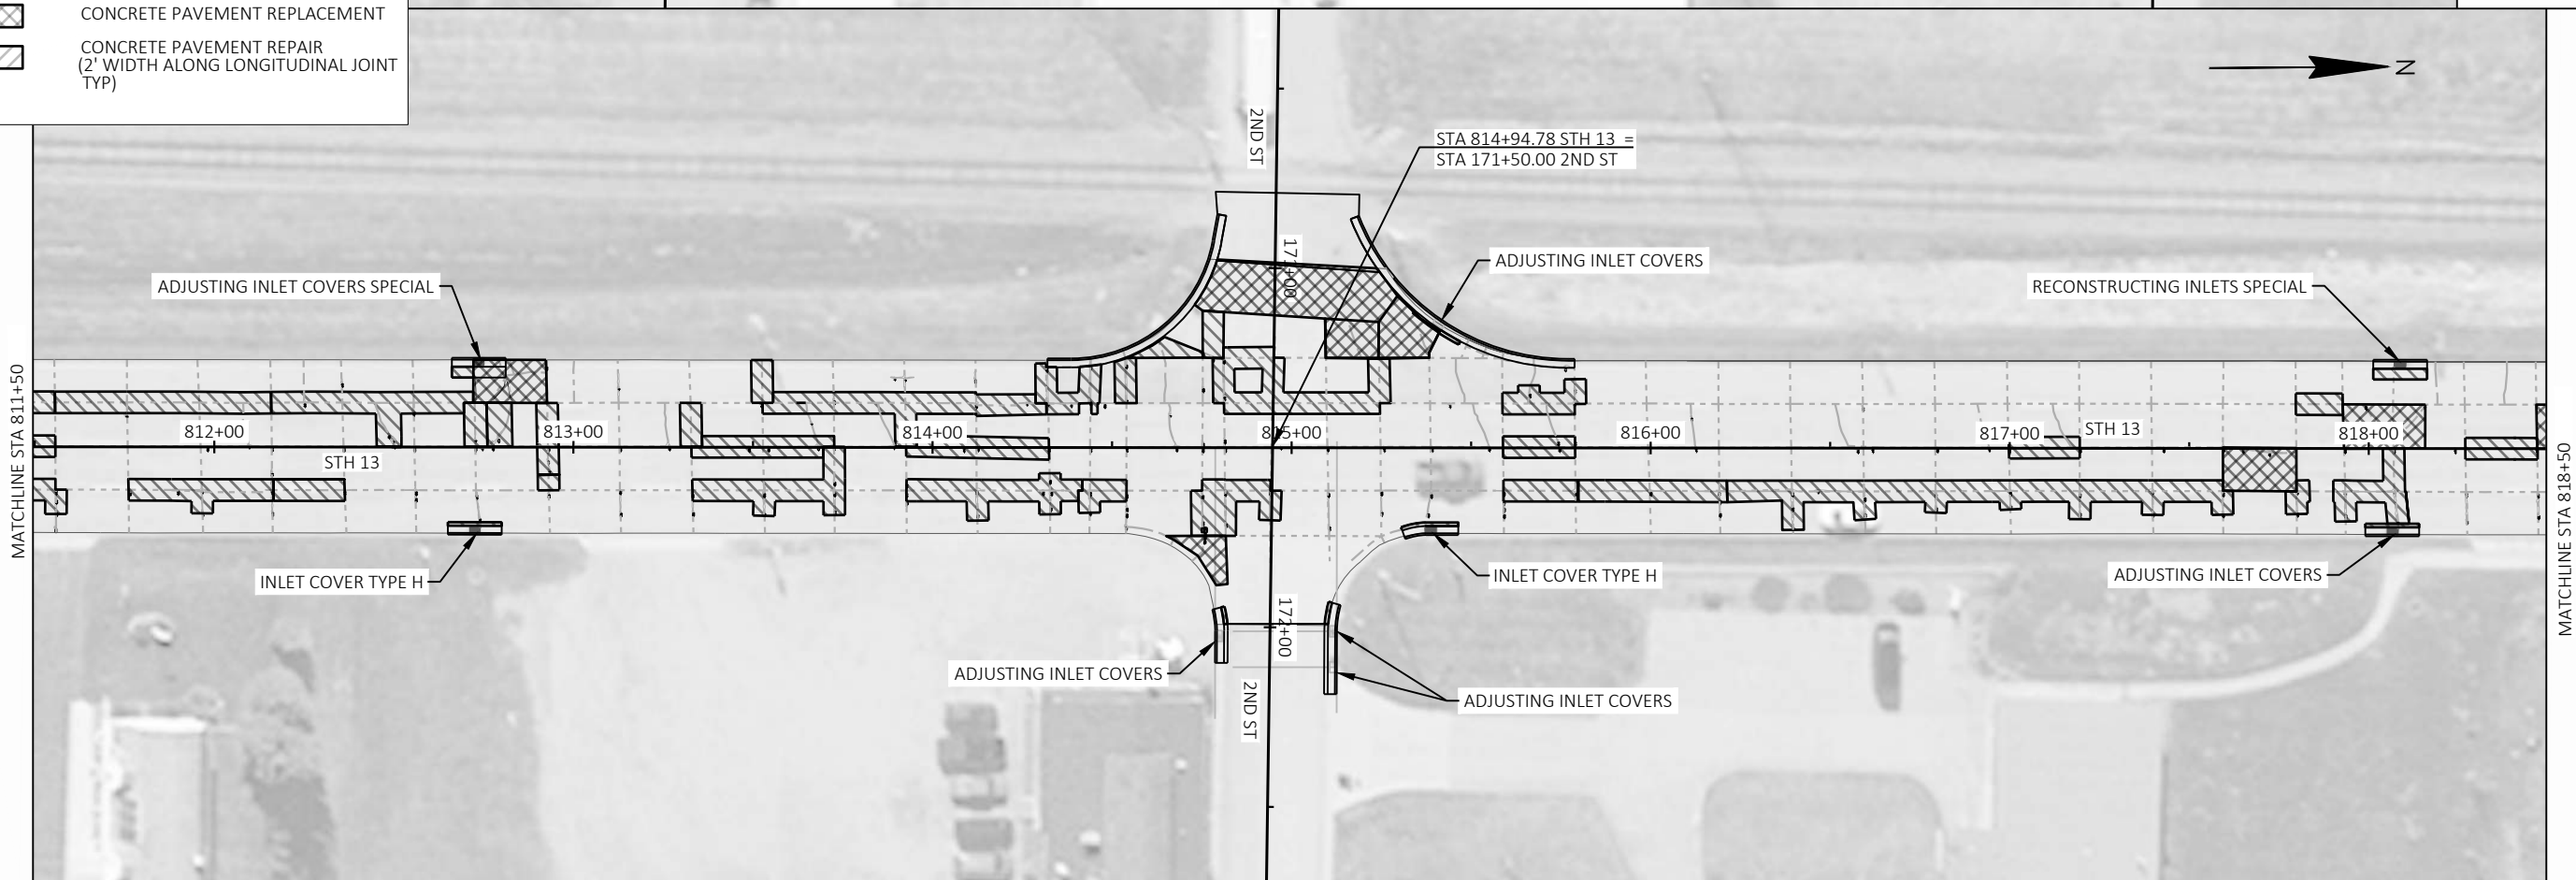 CONCRETE PAVEMENT REPLACEMENT
CONCRETE PAVEMENT REPAIR
(2' WIDTH ALONG LONGITUDINAL JOINT
TYP)
N
2ND ST
STA 814+94.78 STH 13 =
STA 171+50.00 2ND ST
171+00
ADJUSTING INLET COVERS
ADJUSTING INLET COVERS SPECIAL
RECONSTRUCTING INLETS SPECIAL
MATCHLINE STA 811+50
812+00
813+00
814+00
815+00
816+00
817+00
STH 13
818+00
STH 13
MATCHLINE STA 818+50
INLET COVER TYPE H
INLET COVER TYPE H
ADJUSTING INLET COVERS
172+00
ADJUSTING INLET COVERS
ADJUSTING INLET COVERS
2ND ST